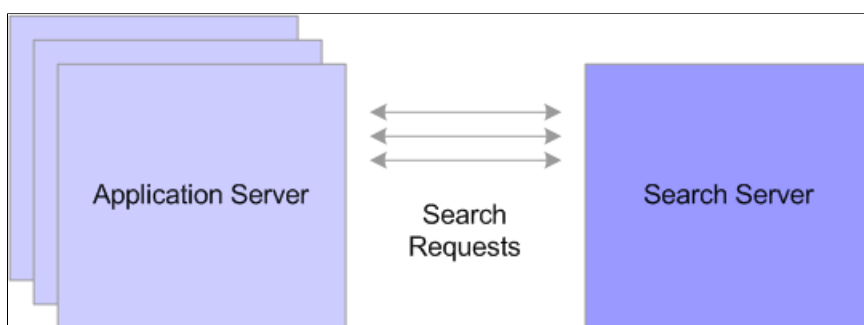 Application Server
Search
Requests
Search Server